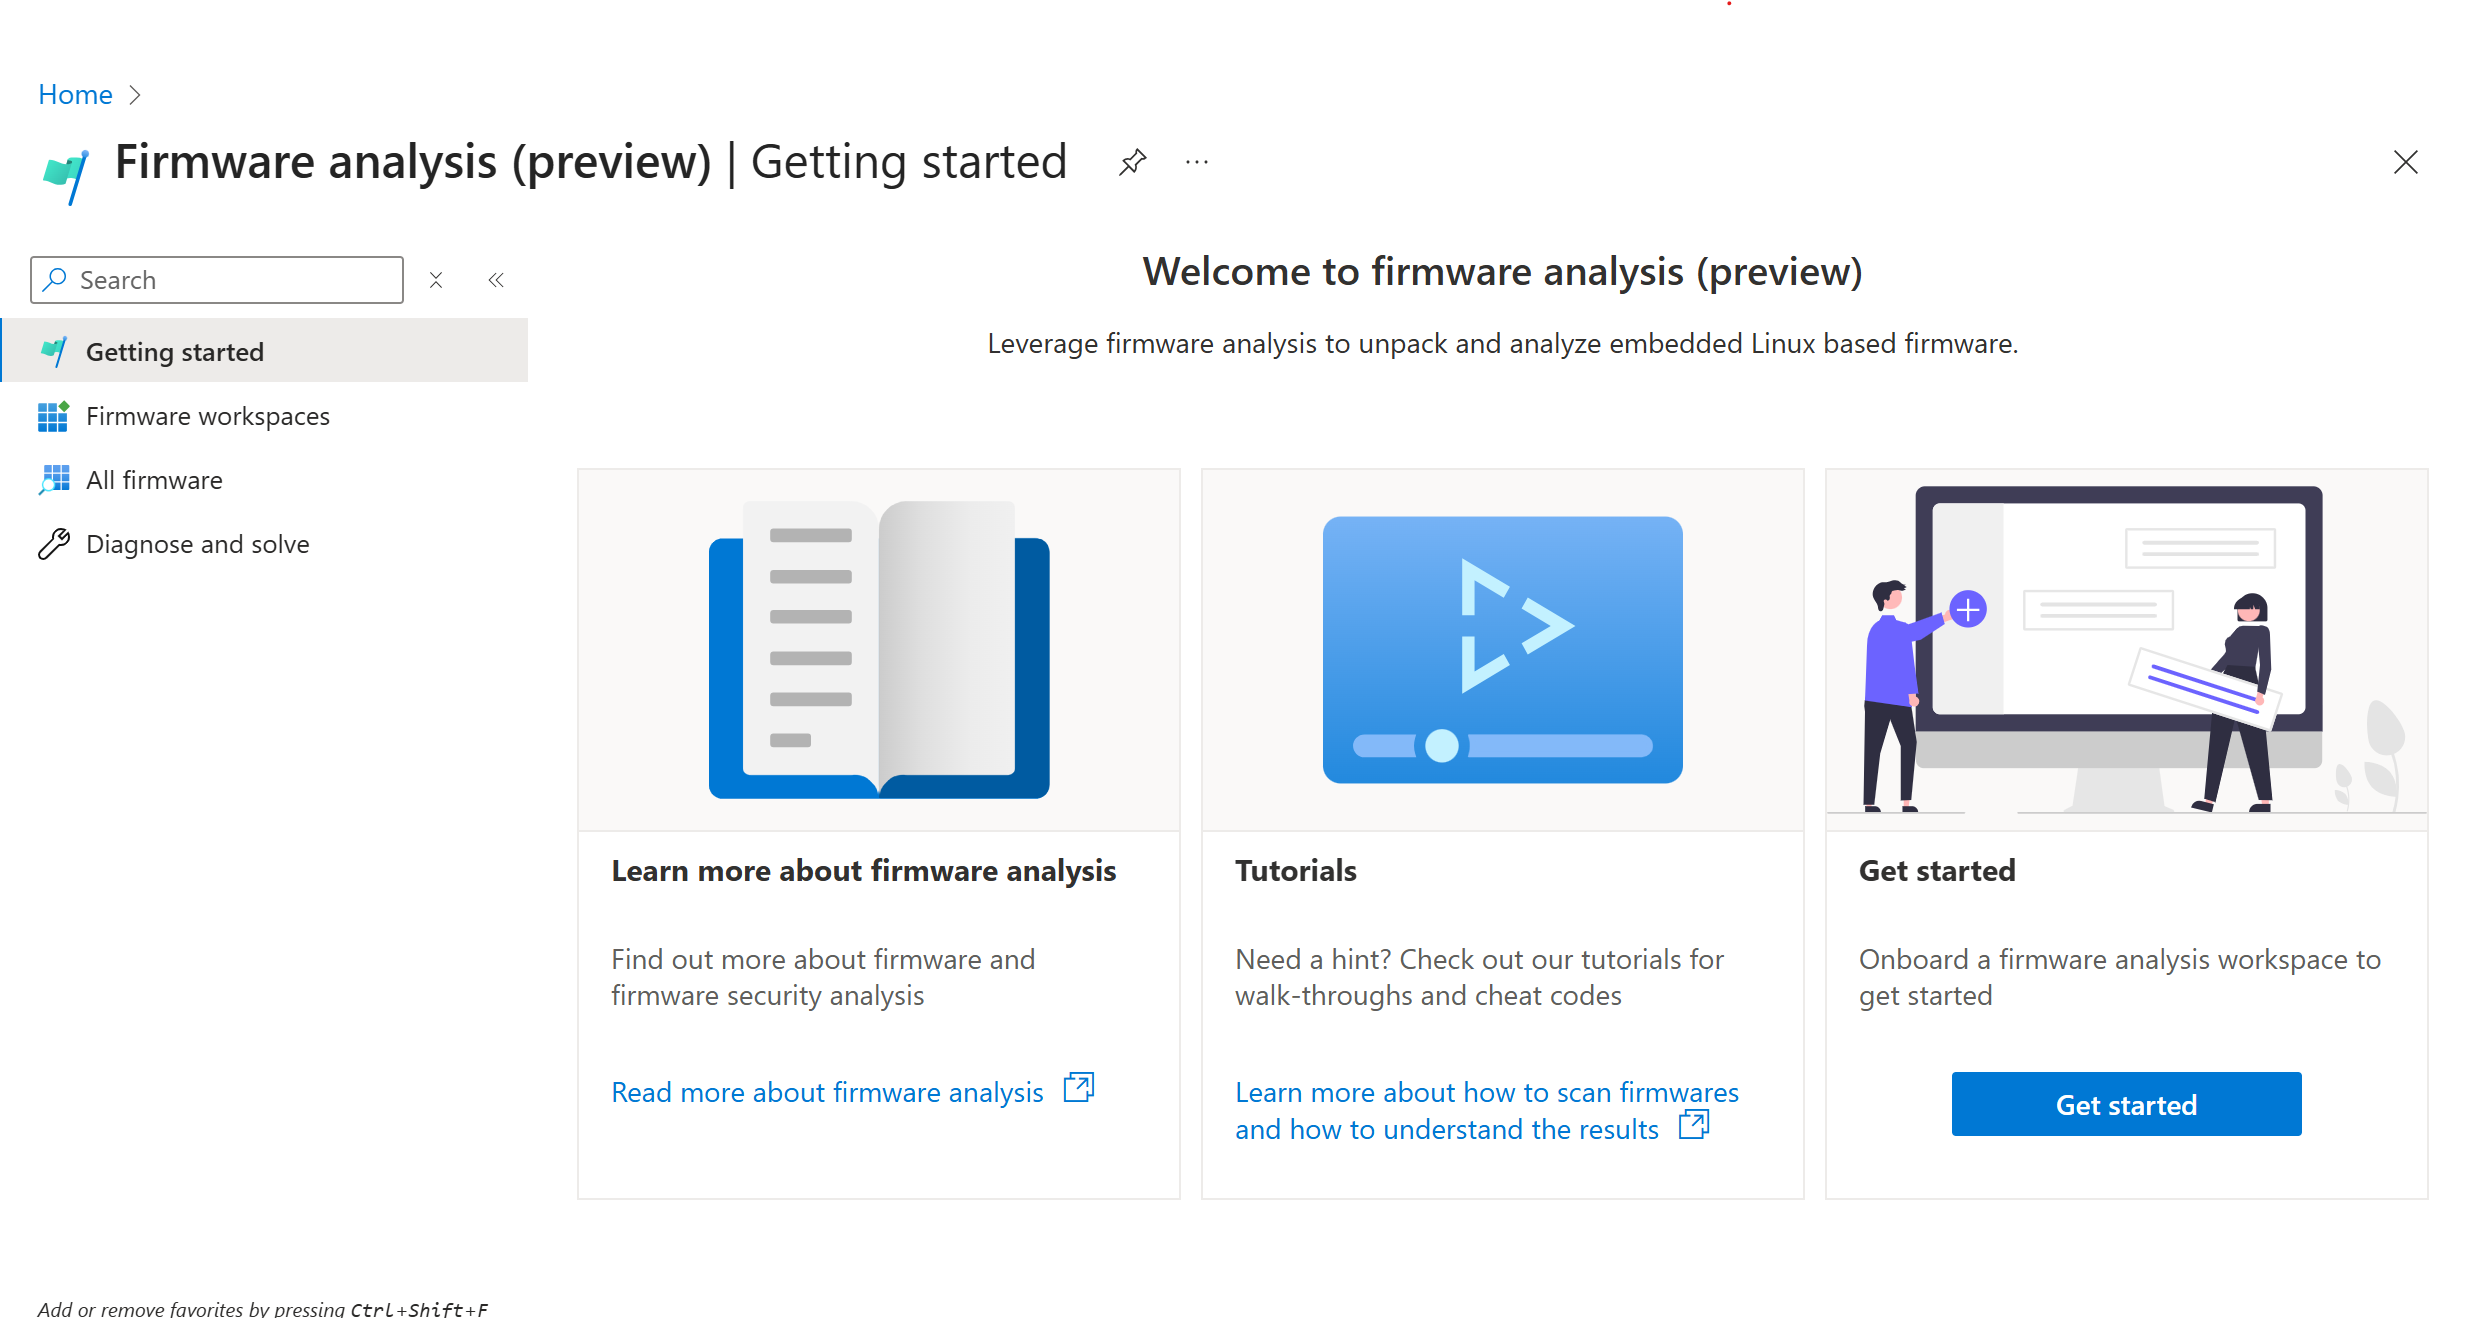 Home
Firmware analysis (preview) | Getting started
Search
Getting started
Firmware workspaces
All firmware
Diagnose and solve
Add or remove favorites by pressing Ctrl+Shift+F
Welcome to firmware analysis (preview)
Leverage firmware analysis to unpack and analyze embedded Linux based firmware.
Learn more about firmware analysis
Find out more about firmware and
firmware security analysis
Read more about firmware analysis
Tutorials
Need a hint? Check out our tutorials for
walk-throughs and cheat codes
Learn more about how to scan firmwares
and how to understand the results
Get started
Onboard a firmware analysis workspace to
get started
Get started